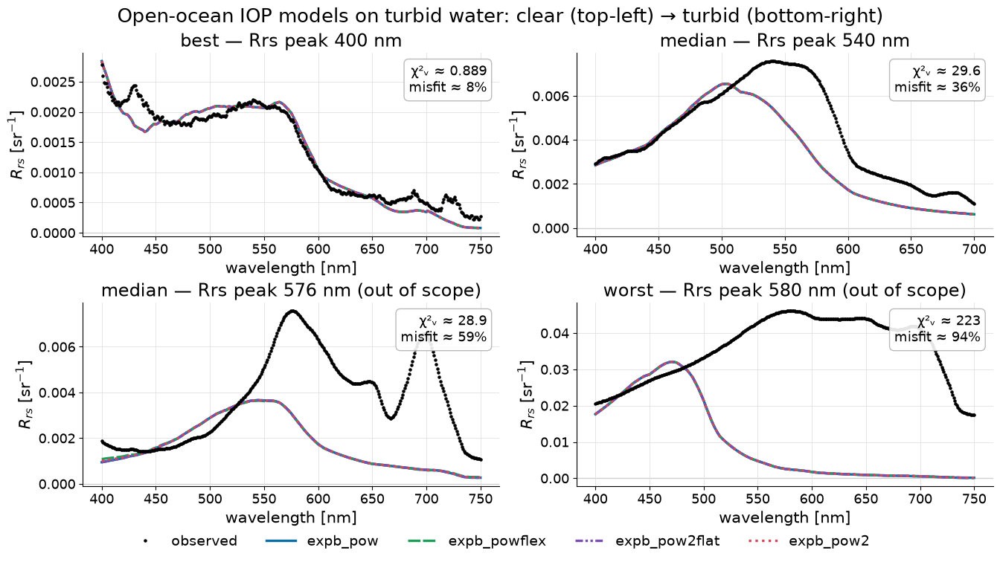 Open-ocean IOP models on turbid water: clear (top-left) → turbid (bottom-right)
best — Rrs peak 400 nm
χ²ᵥ ≈ 0.889
misfit ≈ 8%
R_rs [sr⁻¹]
0.0025
0.0020
0.0015
0.0010
0.0005
0.0000
400 450 500 550 600 650 700 750
wavelength [nm]
median — Rrs peak 540 nm
χ²ᵥ ≈ 29.6
misfit ≈ 36%
R_rs [sr⁻¹]
0.006
0.004
0.002
0.000
400 450 500 550 600 650 700
wavelength [nm]
median — Rrs peak 576 nm (out of scope)
χ²ᵥ ≈ 28.9
misfit ≈ 59%
R_rs [sr⁻¹]
0.006
0.004
0.002
0.000
400 450 500 550 600 650 700 750
wavelength [nm]
worst — Rrs peak 580 nm (out of scope)
χ²ᵥ ≈ 223
misfit ≈ 94%
R_rs [sr⁻¹]
0.04
0.03
0.02
0.01
0.00
400 450 500 550 600 650 700 750
wavelength [nm]
observed expb_pow expb_powflex expb_pow2flat expb_pow2